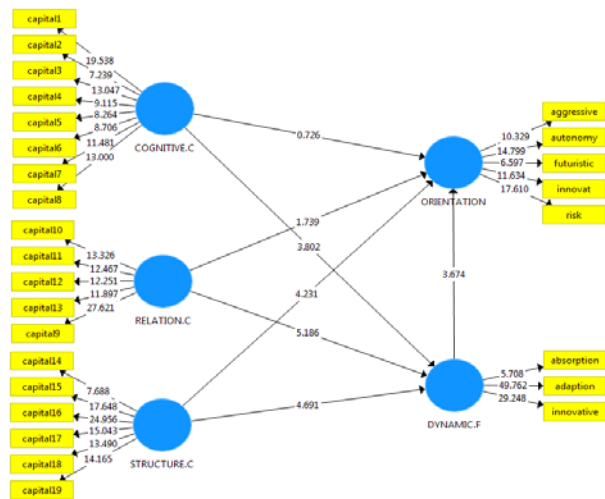 capital1
capital2
capital3
capital4
capital5
capital6
capital7
capital8
19.538
7.239
13.047
9.115
8.264
8.706
11.481
13.000
COGNITIVE.C
capital10
capital11
capital12
capital13
capital9
13.326
12.467
12.251
11.897
27.621
RELATION.C
capital14
capital15
capital16
capital17
capital18
capital19
7.688
17.648
24.956
15.043
13.490
14.165
STRUCTURE.C
0.726
1.739
3.802
4.231
5.186
4.691
3.674
ORIENTATION
10.329
14.799
6.597
11.634
17.610
aggressive
autonomy
futuristic
innovat
risk
DYNAMIC.F
5.708
49.762
29.248
absorption
adaption
innovative